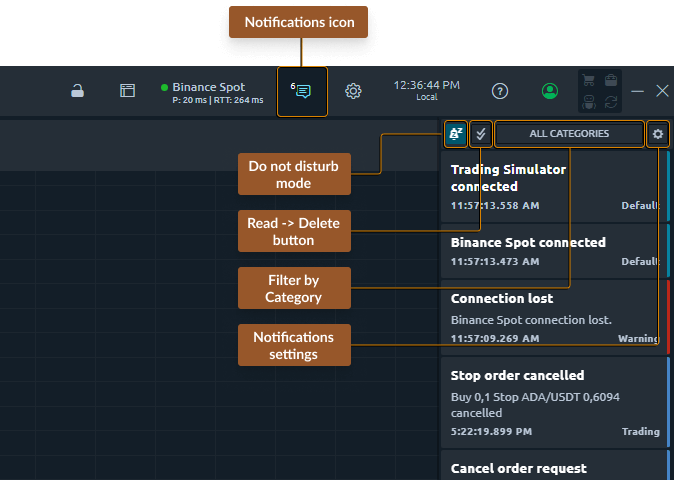 Notifications icon
Binance Spot
P: 20 ms | RTT: 264 ms
6
12:36:44 PM
Local
?
ALL CATEGORIES
Do not disturb
mode
Read -> Delete
button
Filter by
Category
Notifications
settings
Trading Simulator
connected
11:57:13.558 AM Default
Binance Spot connected
11:57:13.473 AM Default
Connection lost
Binance Spot connection lost.
11:57:09.269 AM Warning
Stop order cancelled
Buy 0,1 Stop ADA/USDT 0,6094
cancelled
5:22:19.899 PM Trading
Cancel order request